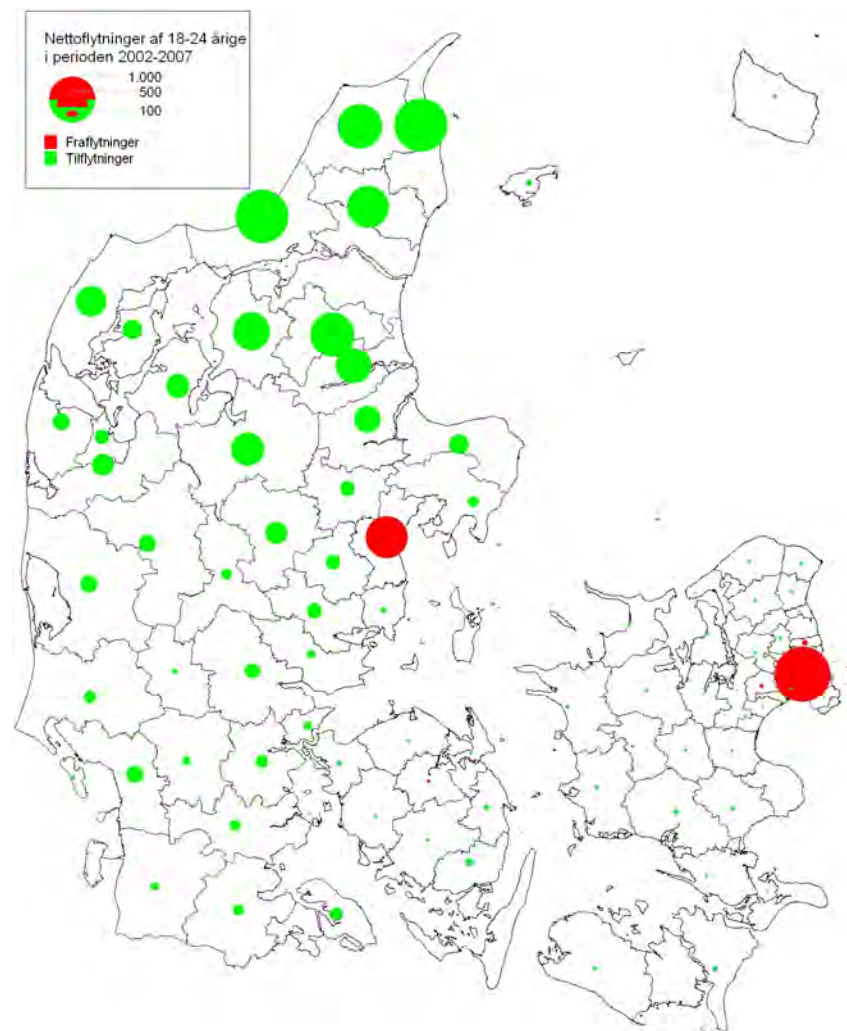 Nettoflytninger af 18-24 årige
i perioden 2002-2007
1.000
500
100
Fraflytninger
Tilflytninger